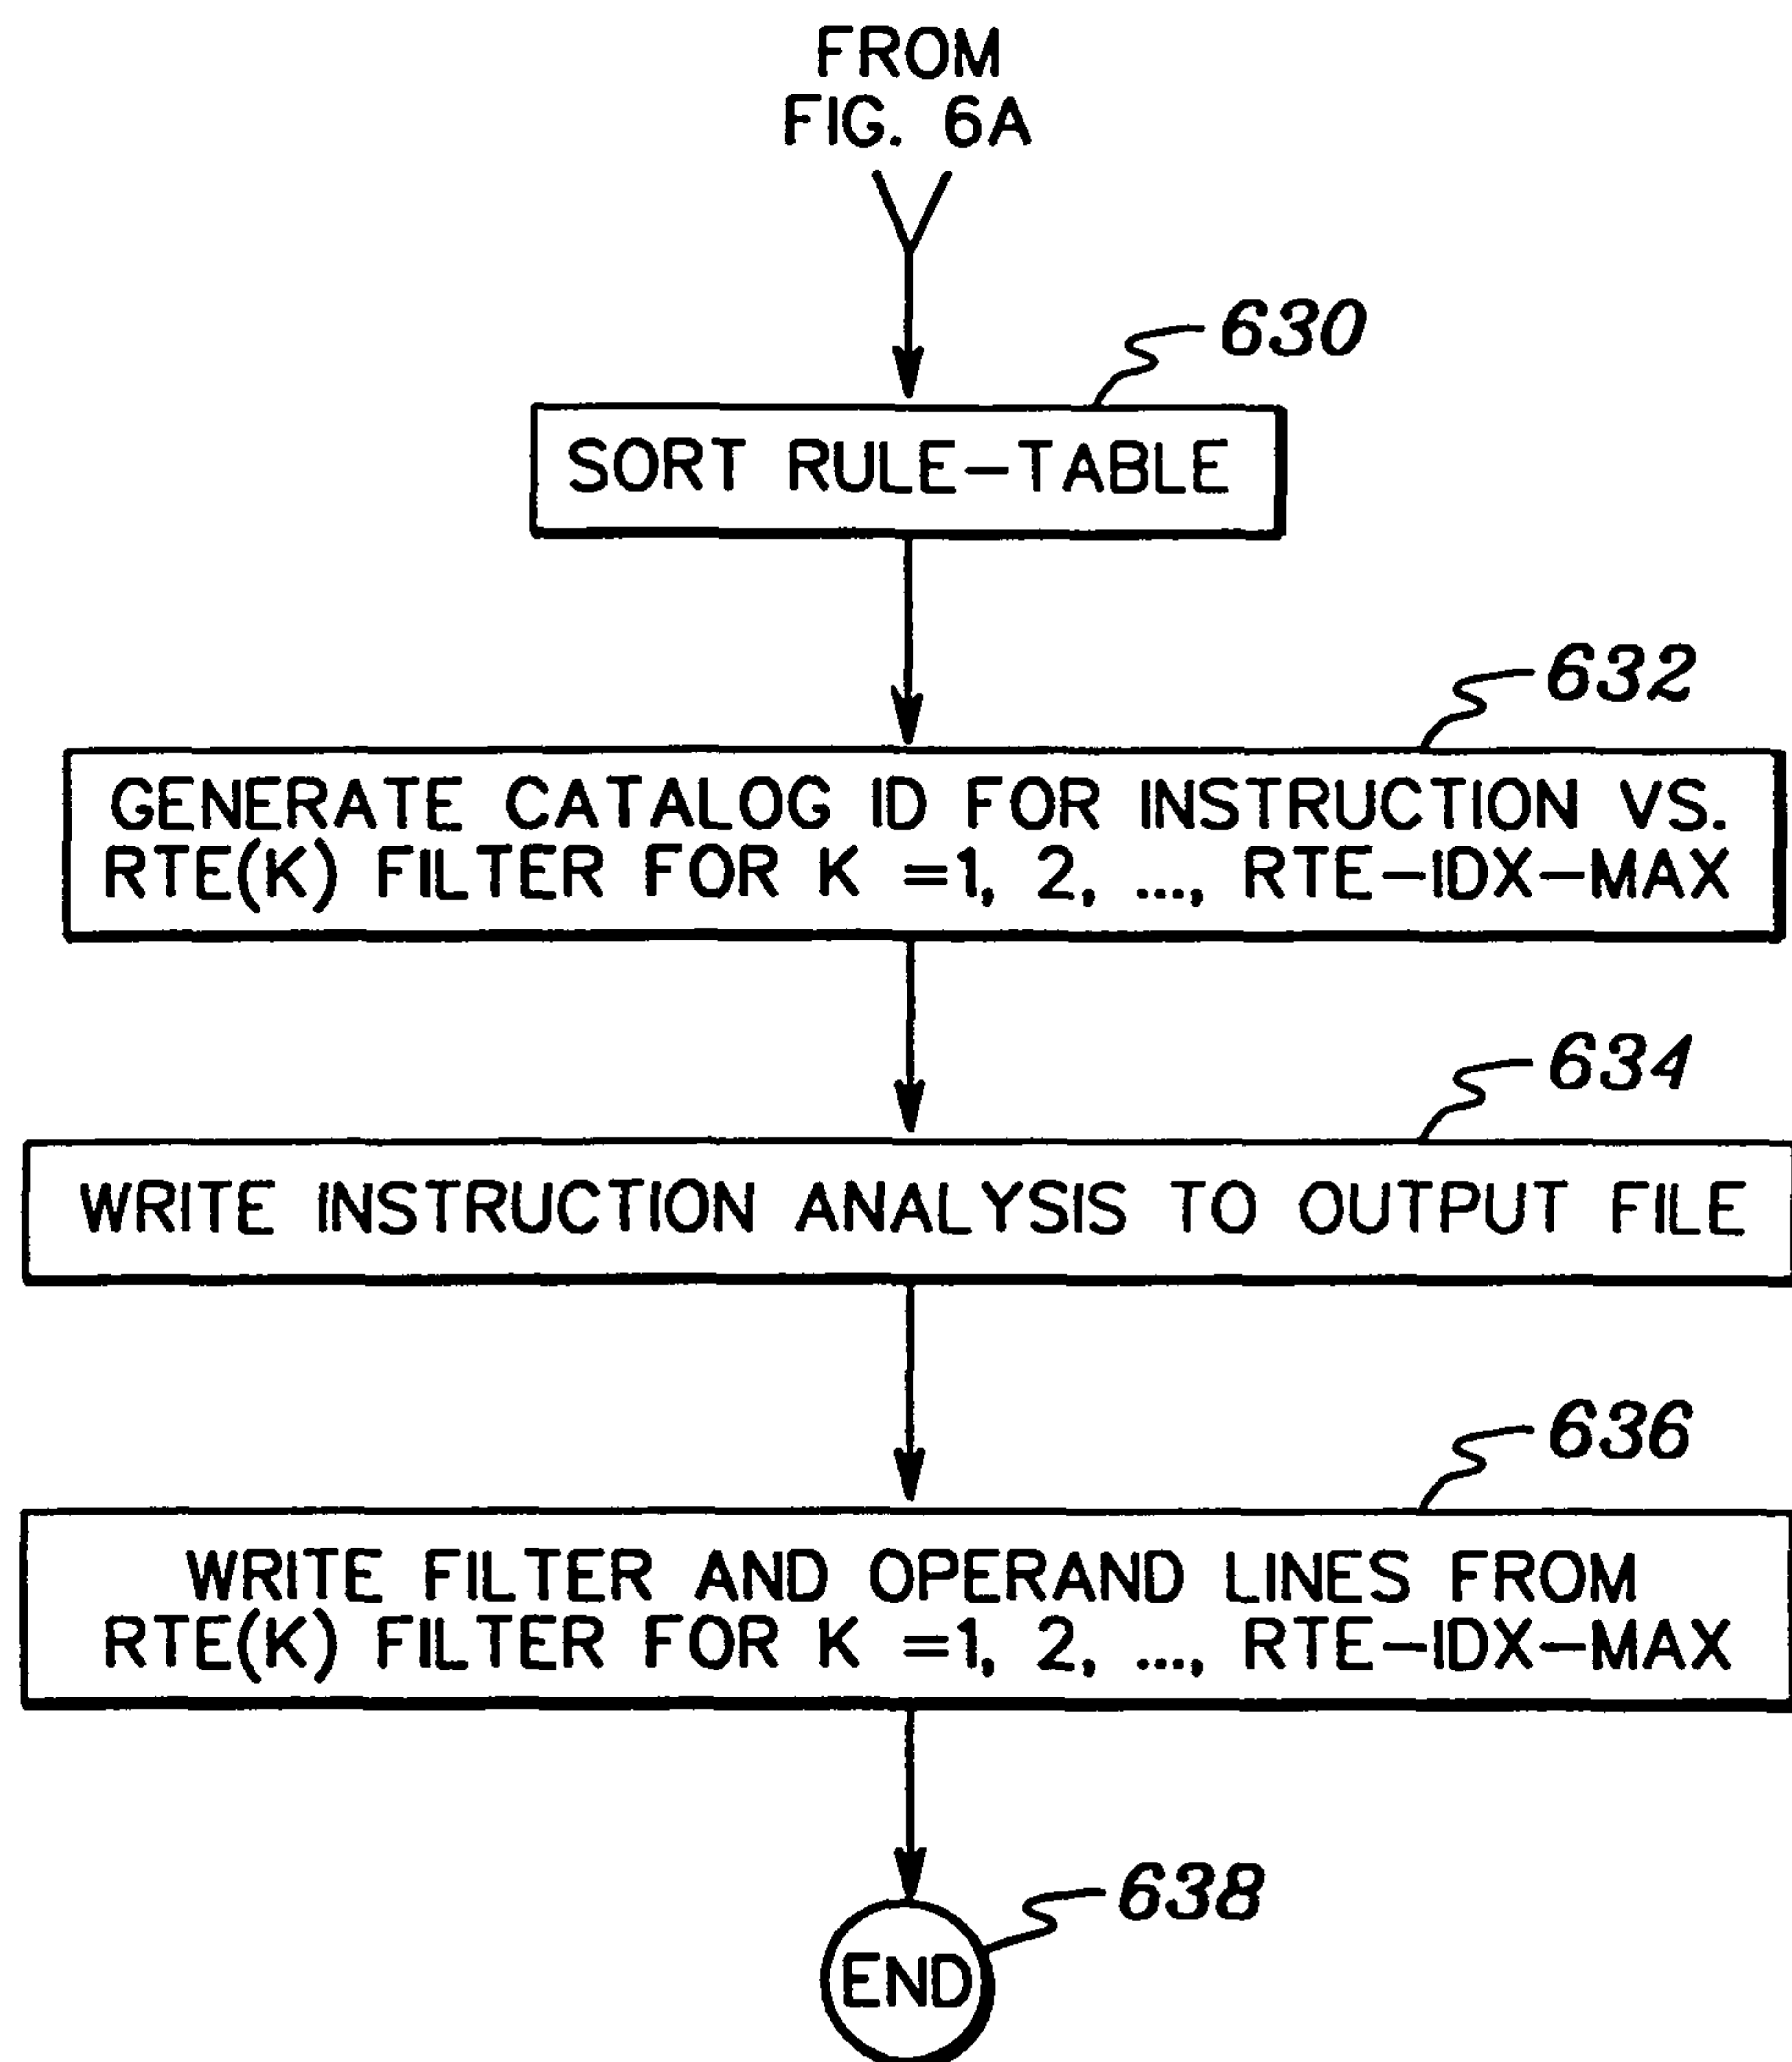 FROM
FIG. 6A
630
SORT RULE-TABLE
632
GENERATE CATALOG ID FOR INSTRUCTION VS.
RTE(K) FILTER FOR K =1, 2, ..., RTE-IDX-MAX
634
WRITE INSTRUCTION ANALYSIS TO OUTPUT FILE
636
WRITE FILTER AND OPERAND LINES FROM
RTE(K) FILTER FOR K =1, 2, ..., RTE-IDX-MAX
638
END